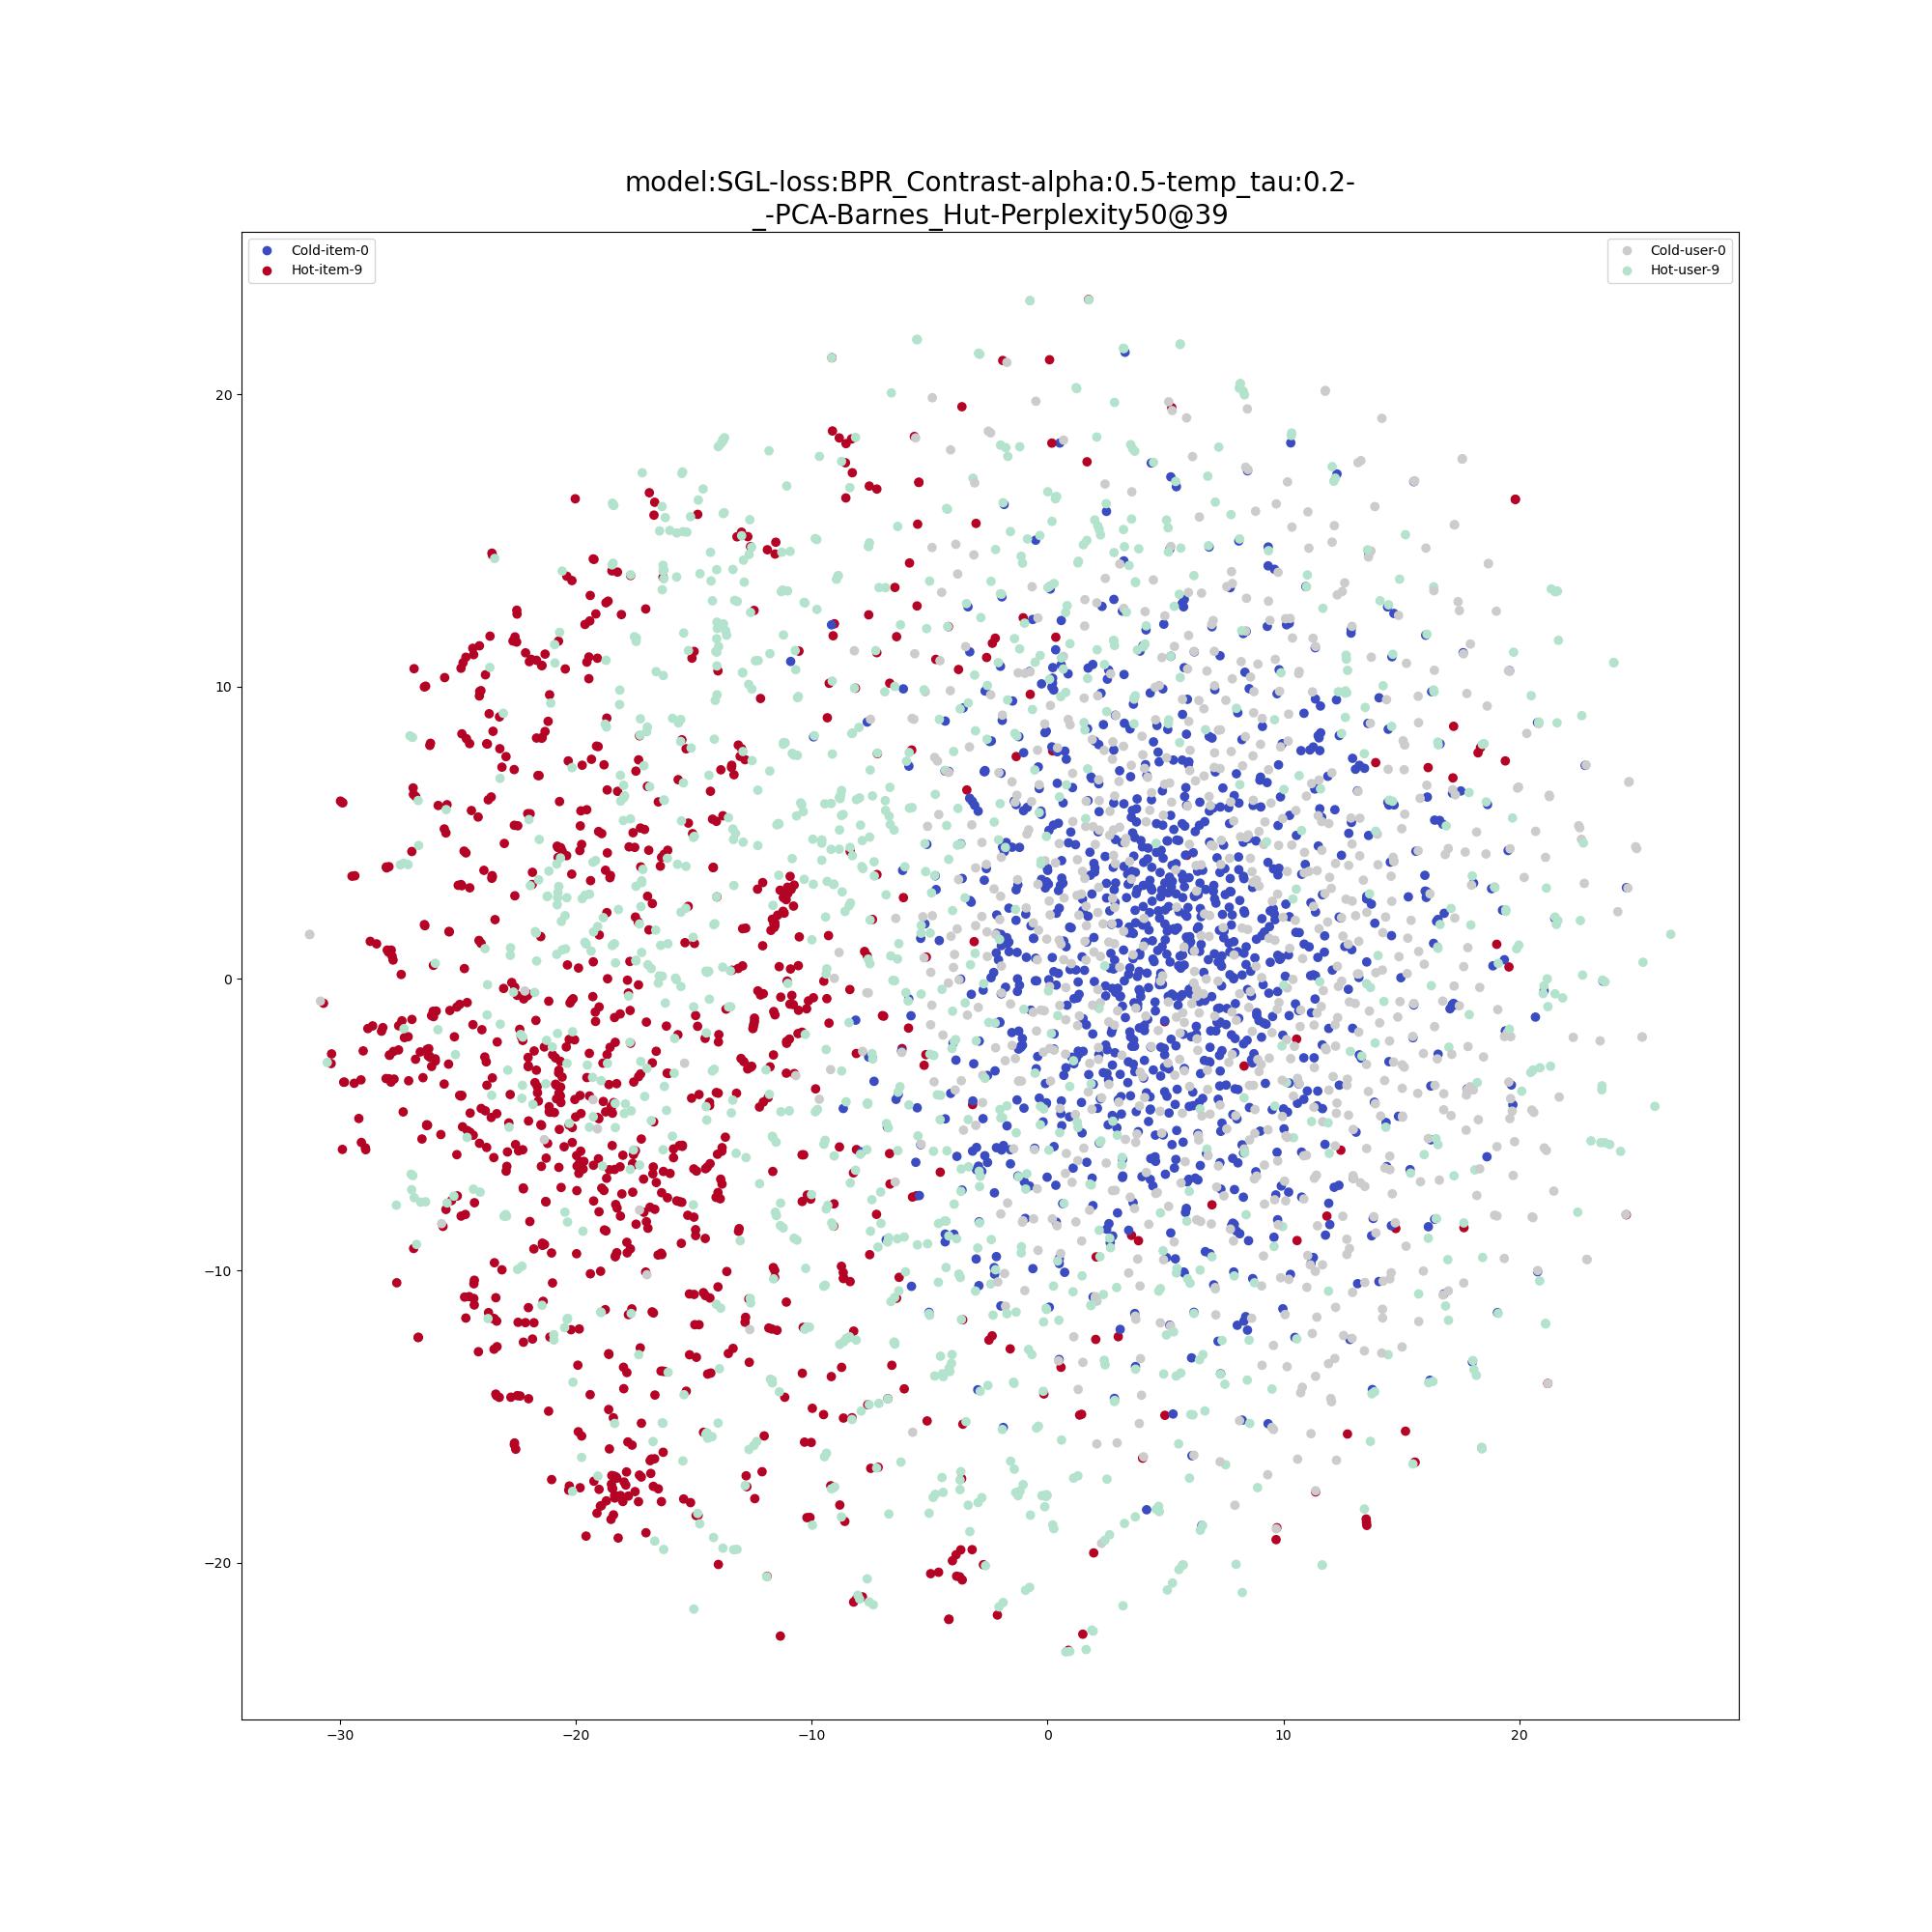 model:SGL-loss:BPR_Contrast-alpha:0.5-temp_tau:0.2-
_-PCA-Barnes_Hut-Perplexity50@39
Cold-item-0
Hot-item-9
Cold-user-0
Hot-user-9
20
10
0
−10
−20
−30
−20
−10
0
10
20